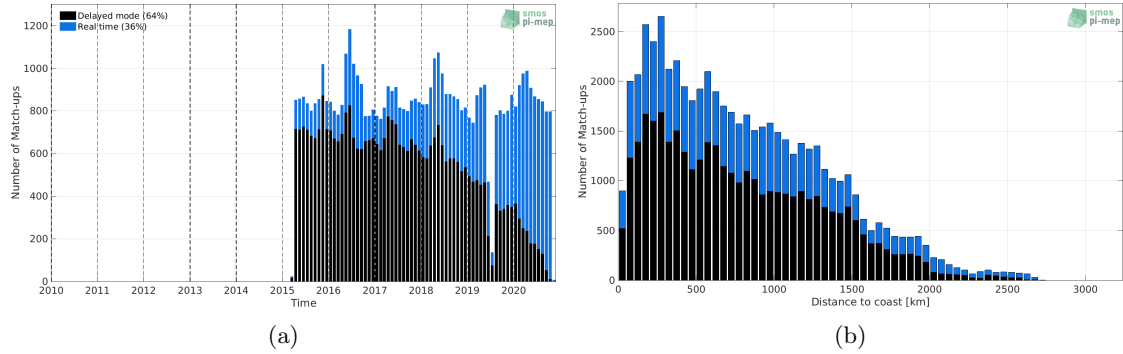 1300
1200
1000
800
600
400
200
0
Number of Match-ups
Delayed mode (64%)
Real time (36%)
smos
pi-mep
2010 2011 2012 2013 2014 2015 2016 2017 2018 2019 2020
Time
(a)
2500
2000
1500
1000
500
0
Number of Match-ups
smos
pi-mep
0 500 1000 1500 2000 2500 3000
Distance to coast [km]
(b)